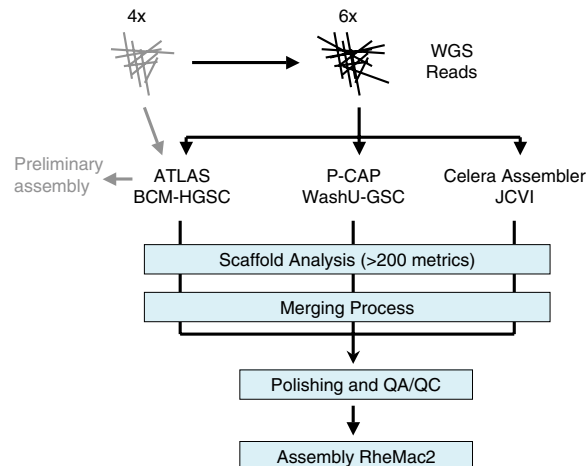 4x
6x
WGS
Reads
Preliminary
assembly
ATLAS
BCM-HGSC
P-CAP
WashU-GSC
Celera Assembler
JCVI
Scaffold Analysis (>200 metrics)
Merging Process
Polishing and QA/QC
Assembly RheMac2